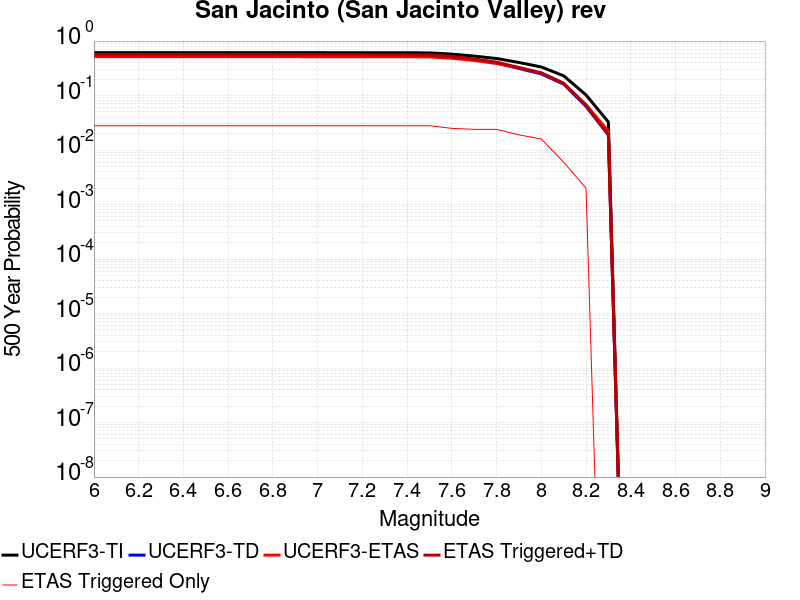 San Jacinto (San Jacinto Valley) rev
10^0
10^-1
10^-2
10^-3
10^-4
10^-5
10^-6
10^-7
10^-8
500 Year Probability
6 6.2 6.4 6.6 6.8 7 7.2 7.4 7.6 7.8 8 8.2 8.4 8.6 8.8 9
Magnitude
UCERF3-TI UCERF3-TD UCERF3-ETAS ETAS Triggered+TD
ETAS Triggered Only